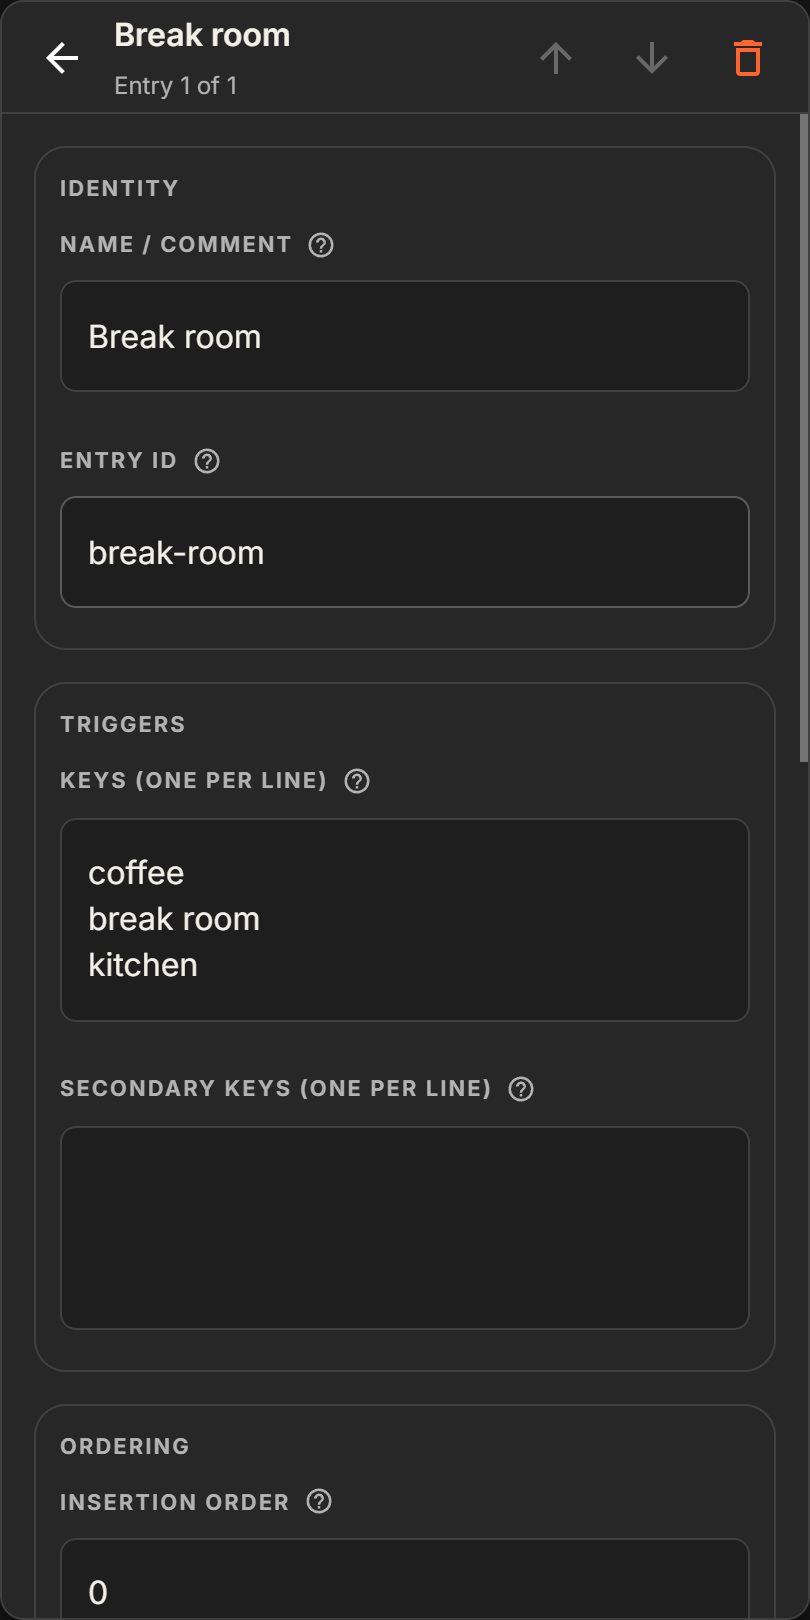 Break room
Entry 1 of 1
IDENTITY
NAME / COMMENT
Break room
ENTRY ID
break-room
TRIGGERS
KEYS (ONE PER LINE)
coffee
break room
kitchen
SECONDARY KEYS (ONE PER LINE)
ORDERING
INSERTION ORDER
0